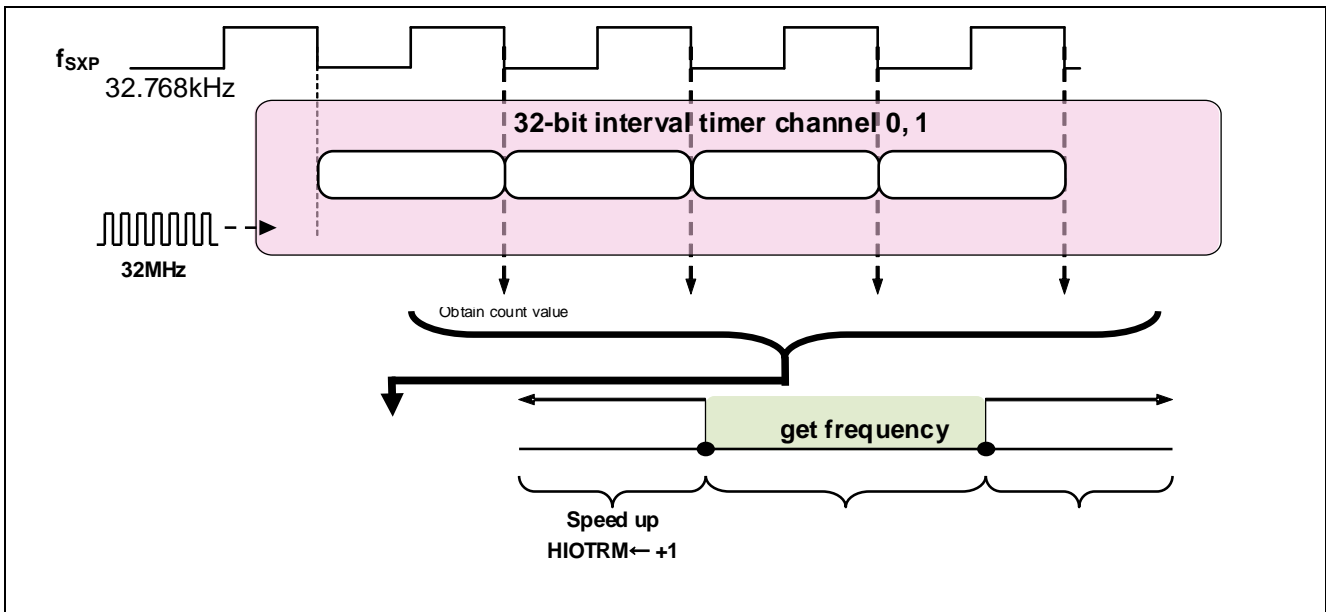 fSXP
32.768kHz
32-bit interval timer channel 0, 1
32MHz
Obtain count value
get frequency
Speed up
HIOTRM← +1